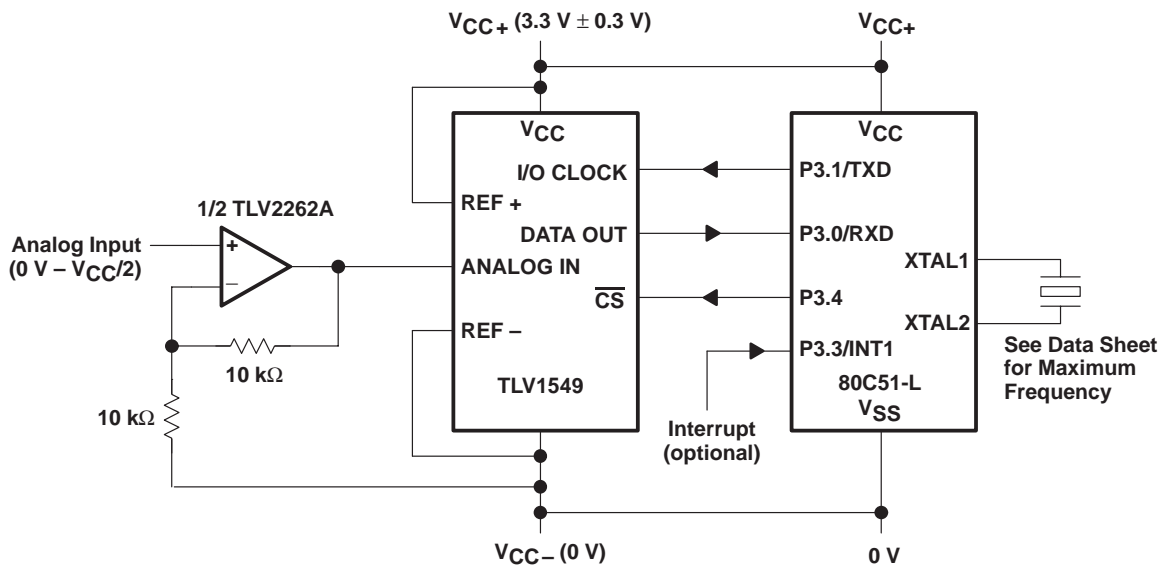 VCC+ (3.3 V ± 0.3 V)
VCC+
VCC
VCC
I/O CLOCK
P3.1/TXD
REF +
1/2 TLV2262A
DATA OUT
P3.0/RXD
Analog Input
(0 V – VCC/2)
+
–
ANALOG IN
XTAL1
CS
P3.4
REF –
XTAL2
P3.3/INT1
See Data Sheet
for Maximum
Frequency
10 kΩ
TLV1549
80C51-L
VSS
10 kΩ
Interrupt
(optional)
VCC– (0 V)
0 V